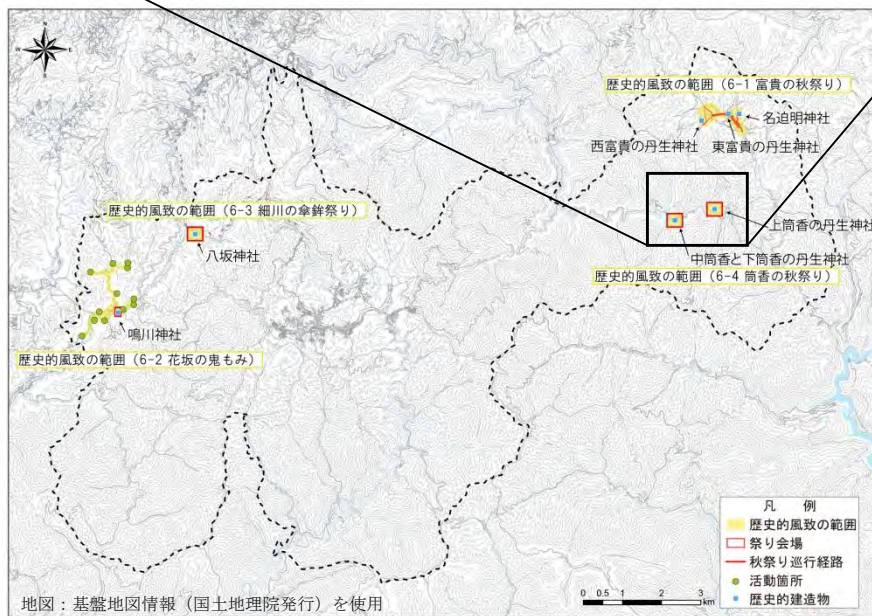 歴史的風致の範囲（6-1 富貴の秋祭り）
名迫明神社
西富貴の丹生神社
東富貴の丹生神社
歴史的風致の範囲（6-3 細川の傘鉾祭り）
八坂神社
上筒香の丹生神社
中筒香と下筒香の丹生神社
歴史的風致の範囲（6-4 筒香の秋祭り）
鳴川神社
歴史的風致の範囲（6-2 花坂の鬼もみ）
凡 例
歴史的風致の範囲
祭り会場
秋祭り巡行経路
活動箇所
歴史的建造物
0 0.5 1 2 3
km
地図：基盤地図情報（国土地理院発行）を使用